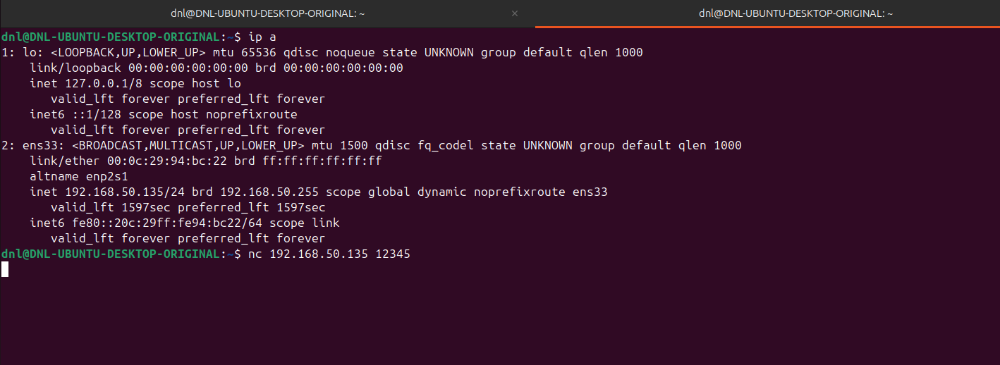 dnl@DNL-UBUNTU-DESKTOP-ORIGINAL: ~ × dnl@DNL-UBUNTU-DESKTOP-ORIGINAL: ~
dnl@DNL-UBUNTU-DESKTOP-ORIGINAL:~$ ip a
1: lo: <LOOPBACK,UP,LOWER_UP> mtu 65536 qdisc noqueue state UNKNOWN group default qlen 1000
    link/loopback 00:00:00:00:00:00 brd 00:00:00:00:00:00
    inet 127.0.0.1/8 scope host lo
       valid_lft forever preferred_lft forever
    inet6 ::1/128 scope host noprefixroute
       valid_lft forever preferred_lft forever
2: ens33: <BROADCAST,MULTICAST,UP,LOWER_UP> mtu 1500 qdisc fq_codel state UNKNOWN group default qlen 1000
    link/ether 00:0c:29:94:bc:22 brd ff:ff:ff:ff:ff:ff
    altname enp2s1
    inet 192.168.50.135/24 brd 192.168.50.255 scope global dynamic noprefixroute ens33
       valid_lft 1597sec preferred_lft 1597sec
    inet6 fe80::20c:29ff:fe94:bc22/64 scope link
       valid_lft forever preferred_lft forever
dnl@DNL-UBUNTU-DESKTOP-ORIGINAL:~$ nc 192.168.50.135 12345